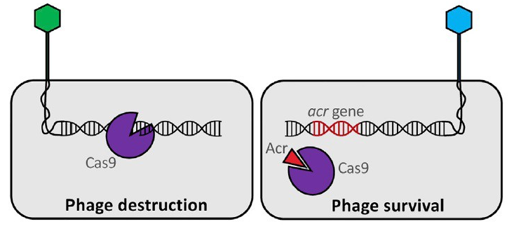 Cas9
Phage destruction
acr gene
Acr
Cas9
Phage survival